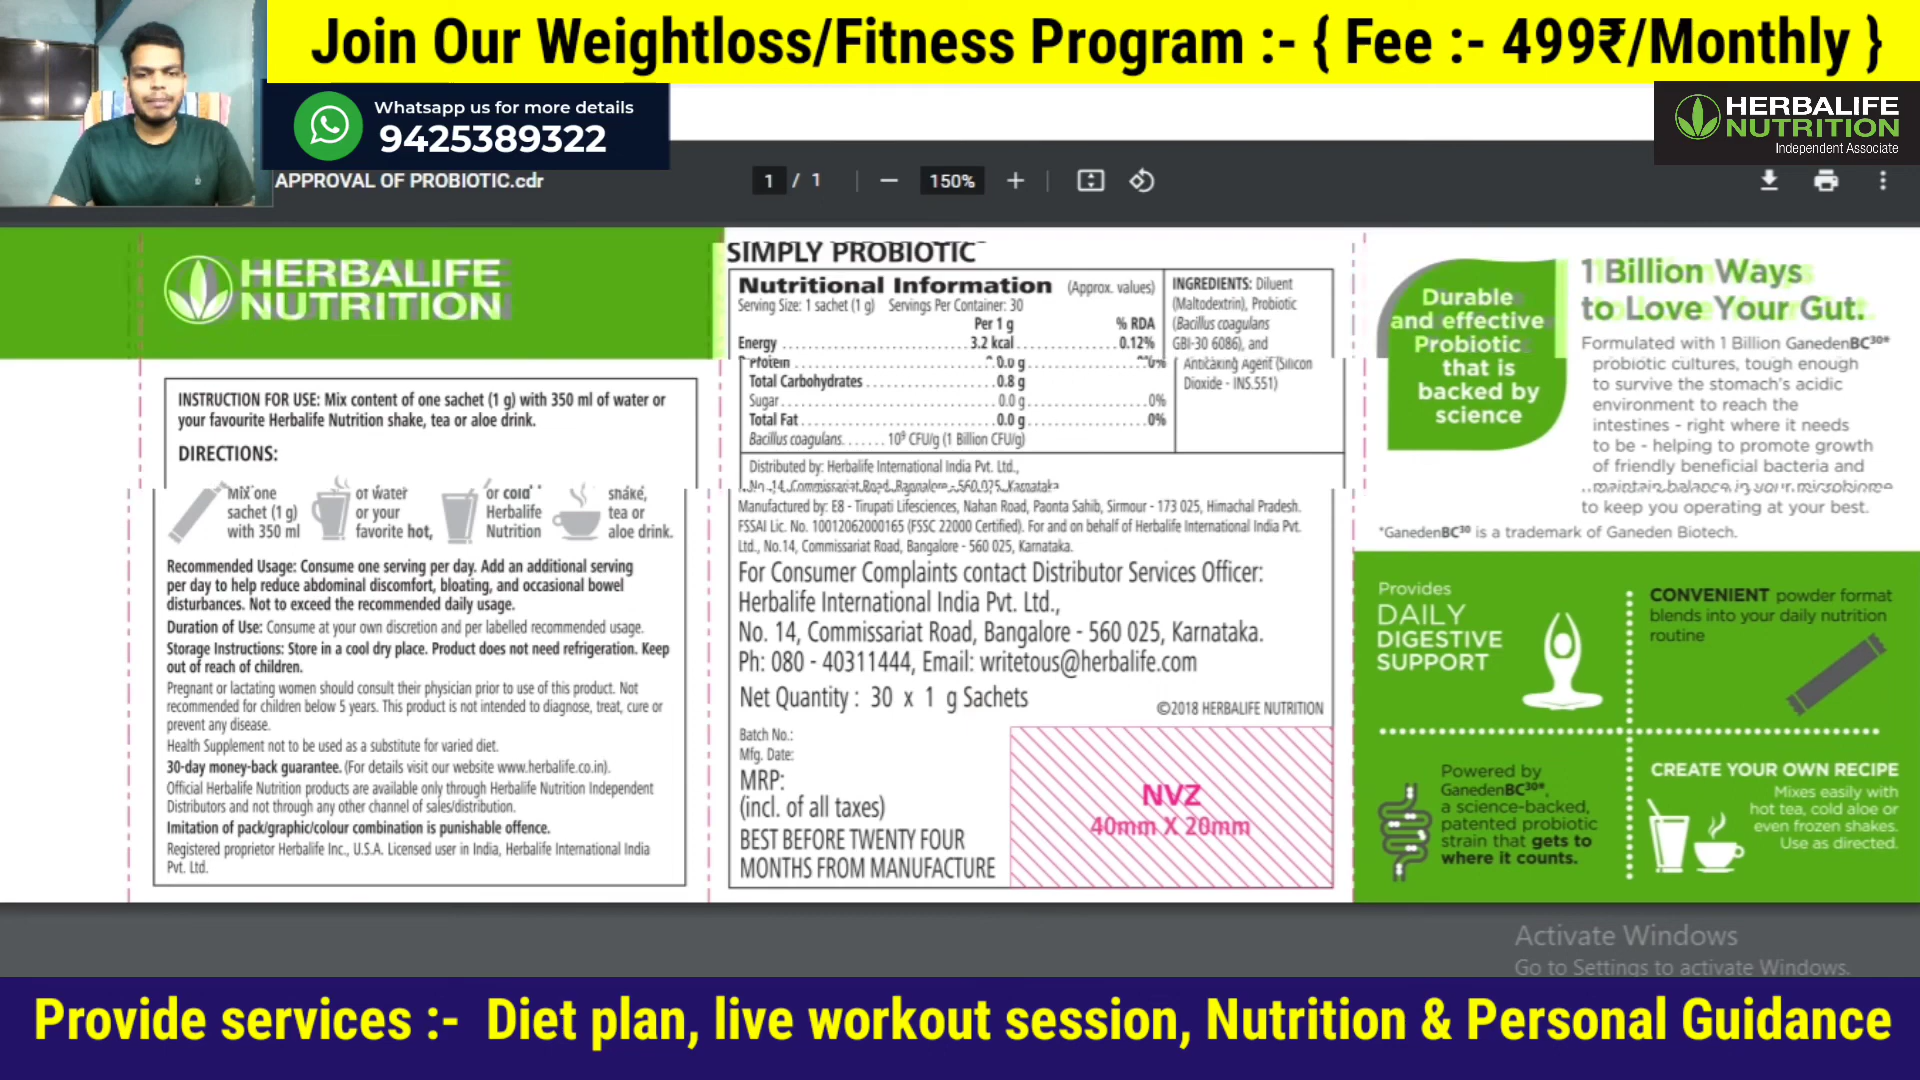 Join Our Weightloss/Fitness Program :- { Fee :- 499₹/Monthly }
Whatsapp us for more details
9425389322
HERBALIFE
NUTRITION
Independent Associate
APPROVAL OF PROBIOTIC.cdr
1 / 1
150%
HERBALIFE
NUTRITION
INSTRUCTION FOR USE: Mix content of one sachet (1 g) with 350 ml of water or
your favourite Herbalife Nutrition shake, tea or aloe drink.
DIRECTIONS:
Mix one
sachet (1 g)
with 350 ml
of water
or your
favorite hot,
or cold
Herbalife
Nutrition
shake,
tea or
aloe drink.
Recommended Usage: Consume one serving per day. Add an additional serving
per day to help reduce abdominal discomfort, bloating, and occasional bowel
disturbances. Not to exceed the recommended daily usage.
Duration of Use: Consume at your own discretion and per labelled recommended usage.
Storage Instructions: Store in a cool dry place. Product does not need refrigeration. Keep
out of reach of children.
Pregnant or lactating women should consult their physician prior to use of this product. Not
recommended for children below 5 years. This product is not intended to diagnose, treat, cure or
prevent any disease.
Health Supplement not to be used as a substitute for varied diet.
30-day money-back guarantee. (For details visit our website www.herbalife.co.in).
Official Herbalife Nutrition products are available only through Herbalife Nutrition Independent
Distributors and not through any other channel of sales/distribution.
Imitation of pack/graphic/colour combination is punishable offence.
Registered proprietor Herbalife Inc., U.S.A. Licensed user in India, Herbalife International India
Pvt. Ltd.
SIMPLY PROBIOTIC
Nutritional Information (Approx. values)
Serving Size: 1 sachet (1 g) Servings Per Container: 30
Per 1 g % RDA
Energy 3.2 kcal 0.12%
Protein 0.0 g 0%
Total Carbohydrates 0.8 g
Sugar 0.0 g 0%
Total Fat 0.0 g 0%
Bacillus coagulans 10⁹ CFU/g (1 Billion CFU/g)
INGREDIENTS: Diluent
(Maltodextrin), Probiotic
(Bacillus coagulans
GBI-30 6086), and
Anticaking Agent (Silicon
Dioxide - INS.551)
Distributed by: Herbalife International India Pvt. Ltd.,
No. 14, Commissariat Road, Bangalore - 560 025, Karnataka
Manufactured by: E8 - Tirupati Lifesciences, Nahan Road, Paonta Sahib, Sirmour - 173 025, Himachal Pradesh.
FSSAI Lic. No. 10012062000165 (FSSC 22000 Certified). For and on behalf of Herbalife International India Pvt.
Ltd., No.14, Commissariat Road, Bangalore - 560 025, Karnataka.
For Consumer Complaints contact Distributor Services Officer:
Herbalife International India Pvt. Ltd.,
No. 14, Commissariat Road, Bangalore - 560 025, Karnataka.
Ph: 080 - 40311444, Email: writetous@herbalife.com
Net Quantity : 30 x 1 g Sachets
©2018 HERBALIFE NUTRITION
Batch No.:
Mfg. Date:
MRP:
(incl. of all taxes)
BEST BEFORE TWENTY FOUR
MONTHS FROM MANUFACTURE
NVZ
40mm X 20mm
Durable
and effective
Probiotic
that is
backed by
science
1 Billion Ways
to Love Your Gut.
Formulated with 1 Billion GanedenBC³⁰*
probiotic cultures, tough enough
to survive the stomach's acidic
environment to reach the
intestines - right where it needs
to be - helping to promote growth
of friendly beneficial bacteria and
maintain balance in your microbiome
to keep you operating at your best.
*GanedenBC³⁰ is a trademark of Ganeden Biotech.
Provides
DAILY
DIGESTIVE
SUPPORT
CONVENIENT powder format
blends into your daily nutrition
routine
Powered by
GanedenBC³⁰*,
a science-backed,
patented probiotic
strain that gets to
where it counts.
CREATE YOUR OWN RECIPE
Mixes easily with
hot tea, cold aloe or
even frozen shakes.
Use as directed.
Activate Windows
Go to Settings to activate Windows.
Provide services :- Diet plan, live workout session, Nutrition & Personal Guidance